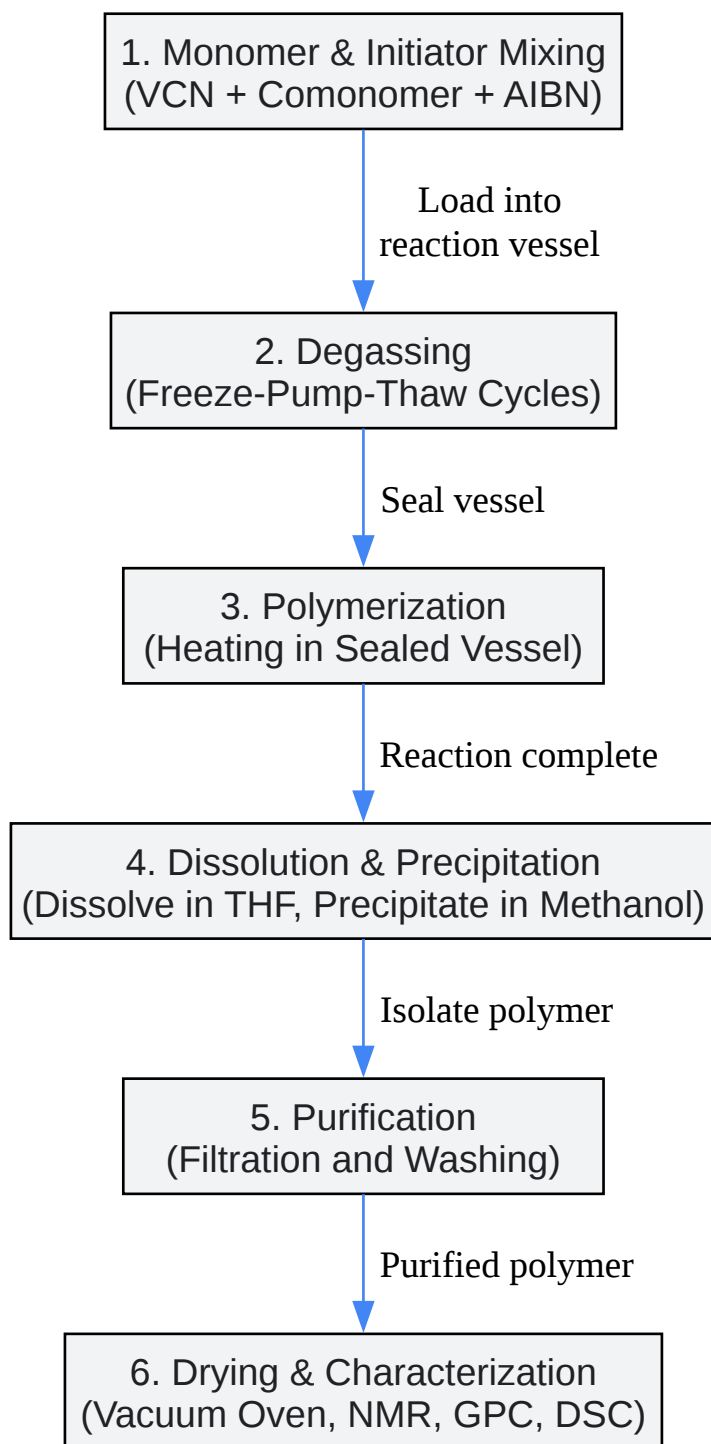 1. Monomer & Initiator Mixing
(VCN + Comonomer + AIBN)
Load into
reaction vessel
2. Degassing
(Freeze-Pump-Thaw Cycles)
Seal vessel
3. Polymerization
(Heating in Sealed Vessel)
Reaction complete
4. Dissolution & Precipitation
(Dissolve in THF, Precipitate in Methanol)
Isolate polymer
5. Purification
(Filtration and Washing)
Purified polymer
6. Drying & Characterization
(Vacuum Oven, NMR, GPC, DSC)